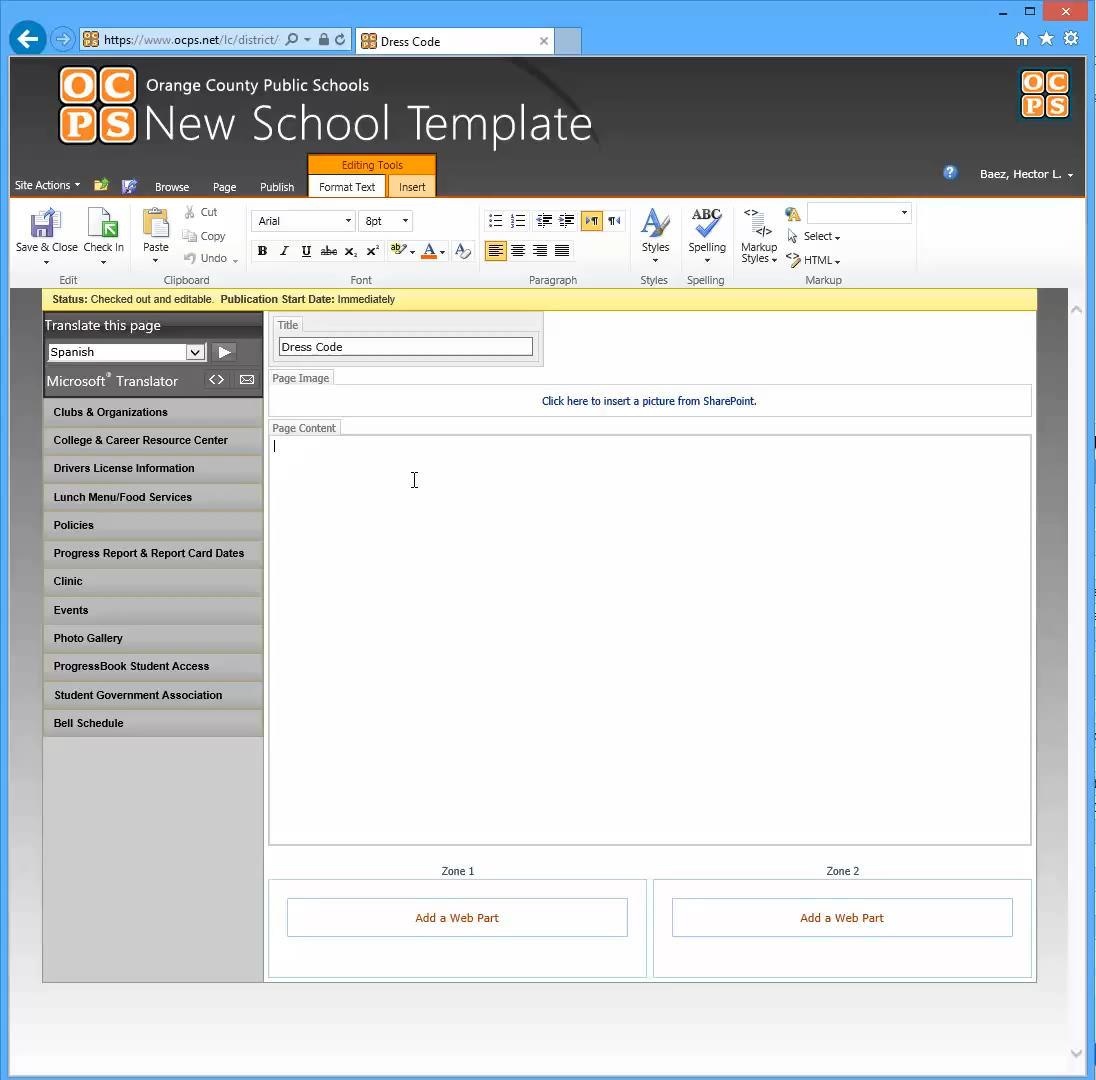 https://www.ocps.net/lc/district/
Dress Code
OC
PS
Orange County Public Schools
New School Template
OC
PS
Editing Tools
Site Actions
Browse
Page
Publish
Format Text
Insert
Baez, Hector L.
Save & Close
Check In
Paste
Cut
Copy
Undo
Arial
8pt
B I U abc x₂ x²
ab A A
Styles
ABC
Spelling
Markup
Styles
Select
HTML
Edit
Clipboard
Font
Paragraph
Styles
Spelling
Markup
Status: Checked out and editable. Publication Start Date: Immediately
Translate this page
Spanish
Microsoft® Translator
Clubs & Organizations
College & Career Resource Center
Drivers License Information
Lunch Menu/Food Services
Policies
Progress Report & Report Card Dates
Clinic
Events
Photo Gallery
ProgressBook Student Access
Student Government Association
Bell Schedule
Title
Dress Code
Page Image
Click here to insert a picture from SharePoint.
Page Content
Zone 1
Add a Web Part
Zone 2
Add a Web Part